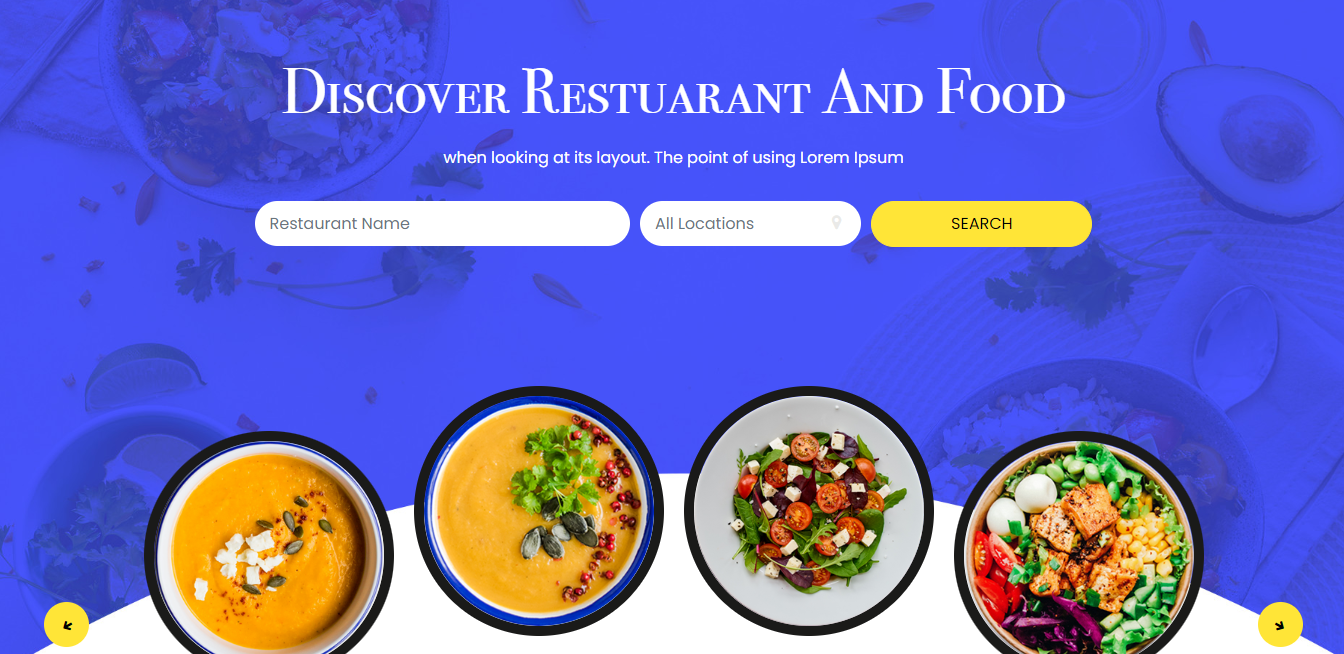 Discover Restuarant And Food
when looking at its layout. The point of using Lorem Ipsum
Restaurant Name
All Locations
SEARCH